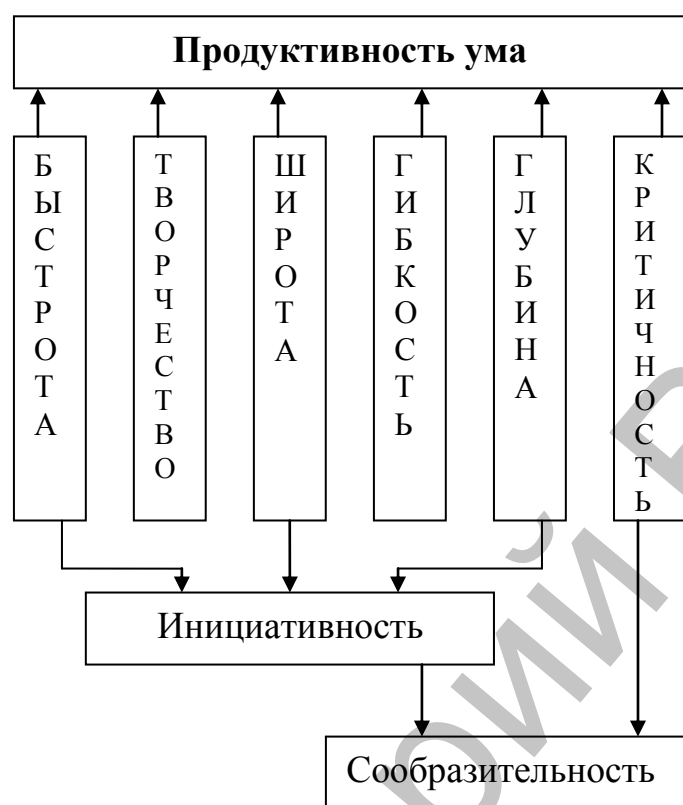 Продуктивность ума
БЫСТРОТА
ТВОРЧЕСТВО
ШИРОТА
ГИБКОСТЬ
ГЛУБИНА
КРИТИЧНОСТЬ
Инициативность
Сообразительность